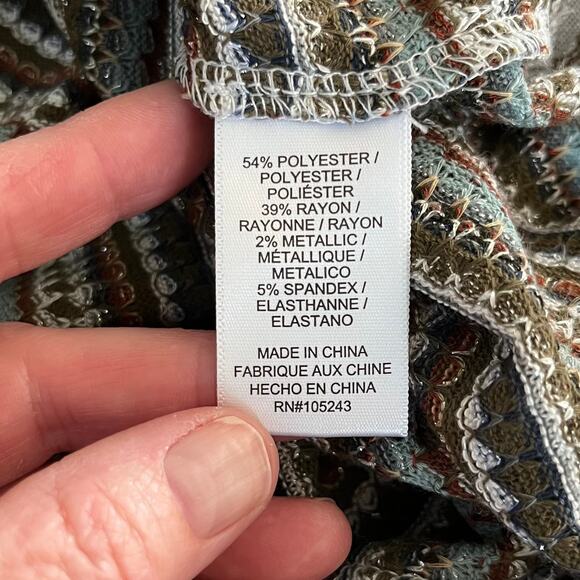 54% POLYESTER /
POLYESTER /
POLIÉSTER
39% RAYON /
RAYONNE / RAYON
2% METALLIC /
MÉTALLIQUE /
METALICO
5% SPANDEX /
ELASTHANNE /
ELASTANO
MADE IN CHINA
FABRIQUE AUX CHINE
HECHO EN CHINA
RN#105243